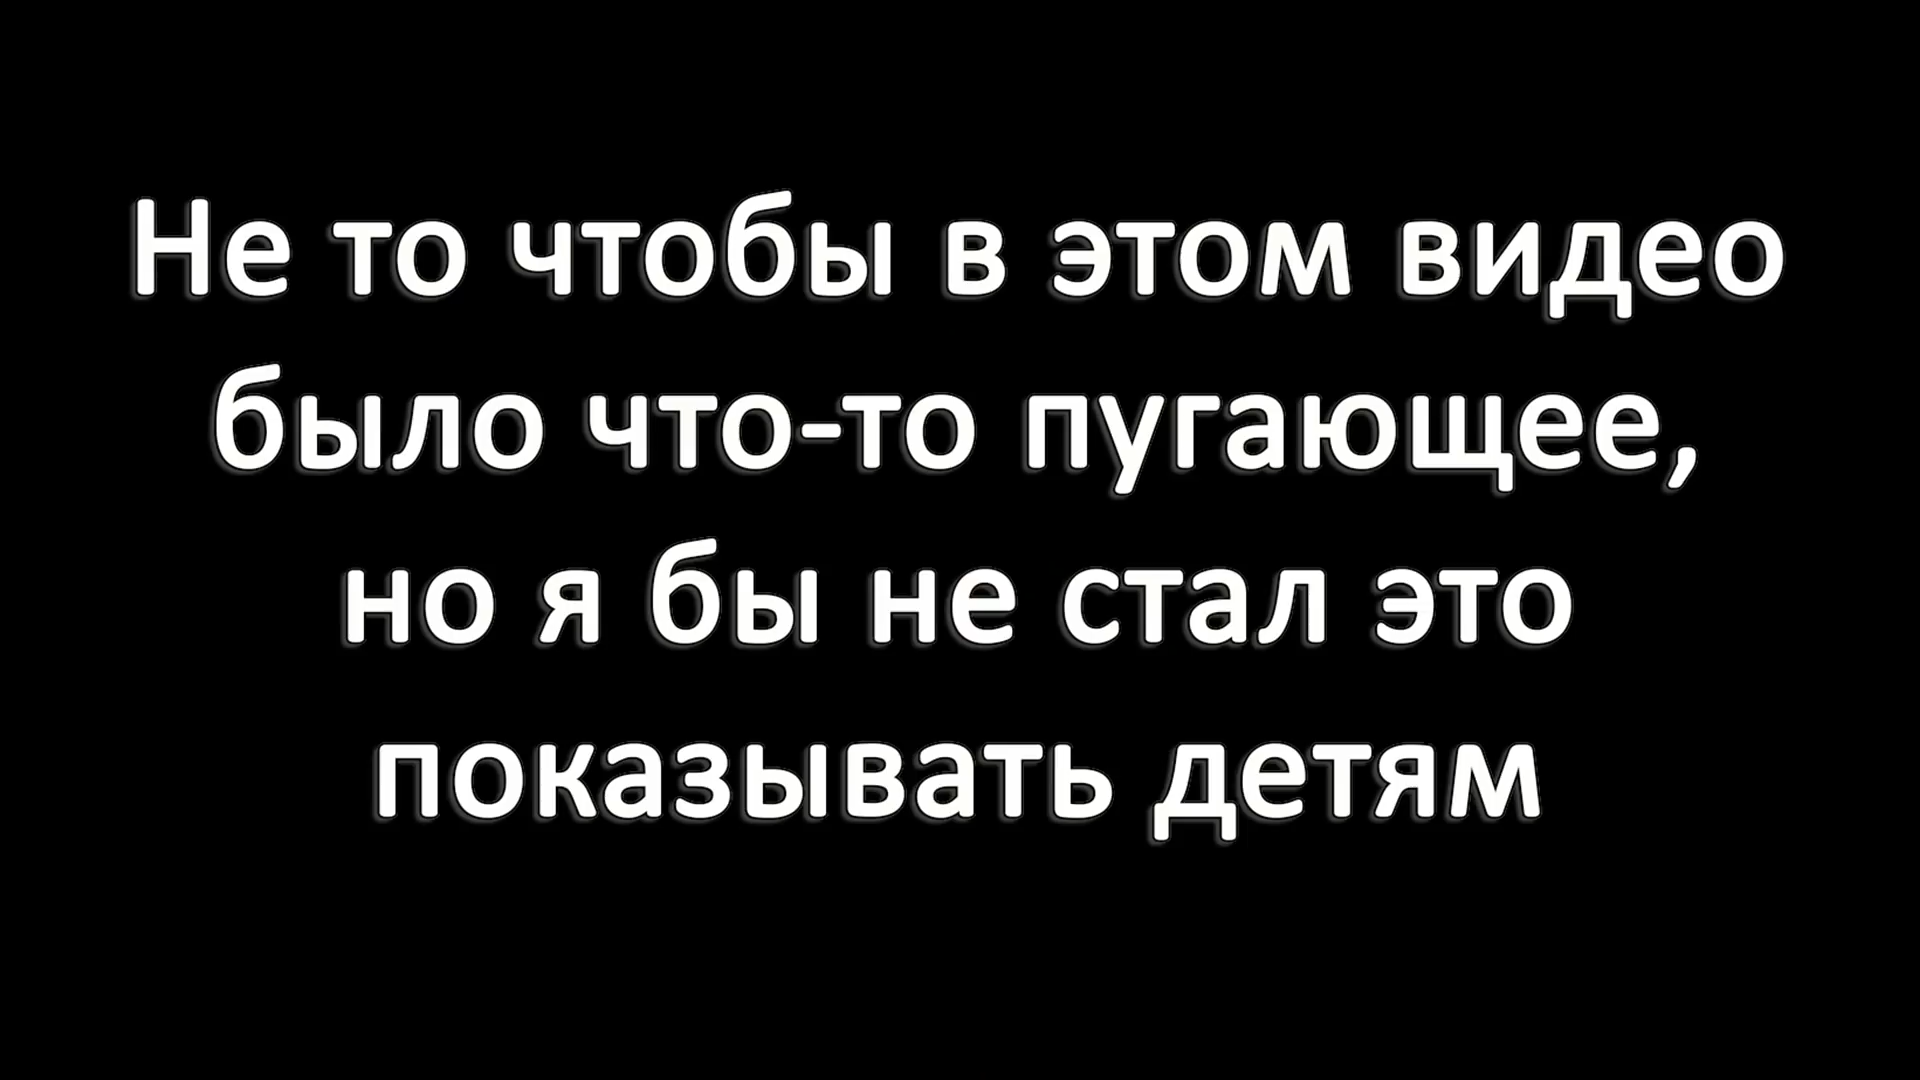 Не то чтобы в этом видео
было что-то пугающее,
но я бы не стал это
показывать детям